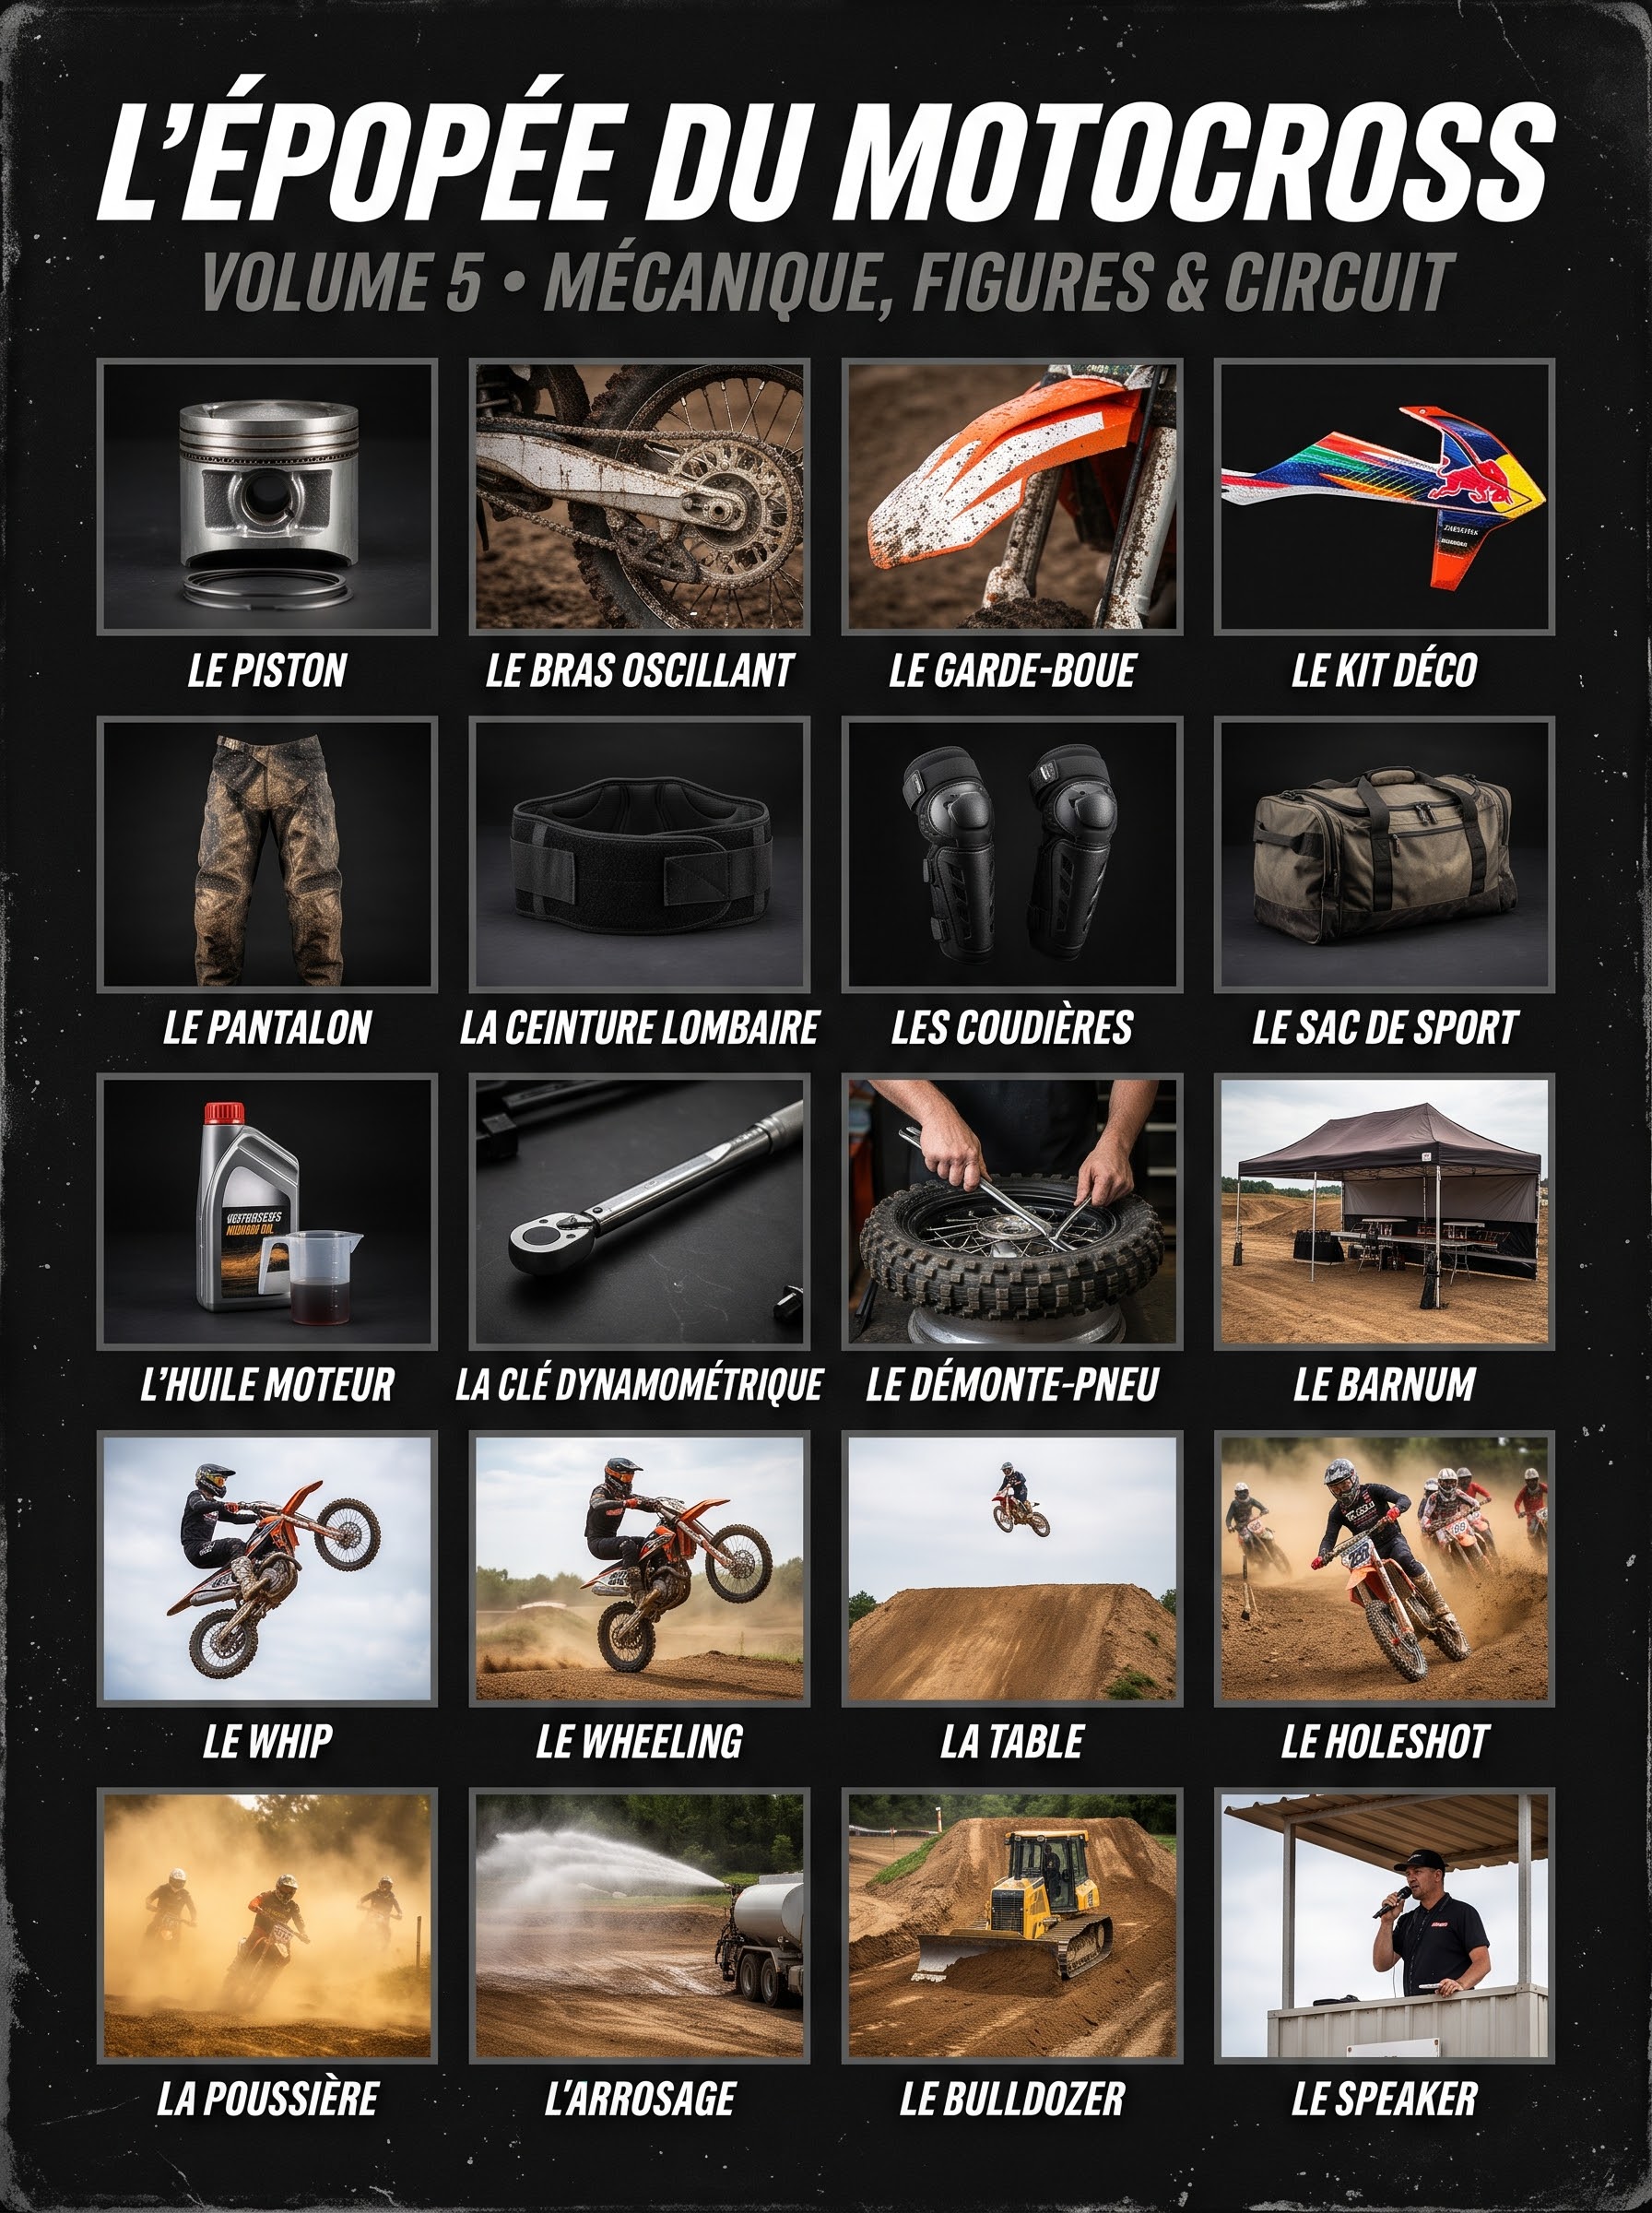 L'ÉPOPÉE DU MOTOCROSS
VOLUME 5 • MÉCANIQUE, FIGURES & CIRCUIT
LE PISTON
LE BRAS OSCILLANT
LE GARDE-BOUE
LE KIT DÉCO
LE PANTALON
LA CEINTURE LOMBAIRE
LES COUDIÈRES
LE SAC DE SPORT
L'HUILE MOTEUR
LA CLÉ DYNAMOMÉTRIQUE
LE DÉMONTE-PNEU
LE BARNUM
LE WHIP
LE WHEELING
LA TABLE
LE HOLESHOT
LA POUSSIÈRE
L'ARROSAGE
LE BULLDOZER
LE SPEAKER